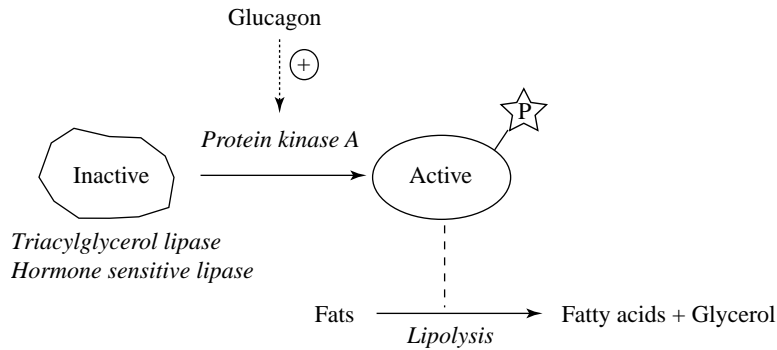 Glucagon
+
P
Protein kinase A
Inactive
Active
Triacylglycerol lipase
Hormone sensitive lipase
Fats
Fatty acids + Glycerol
Lipolysis